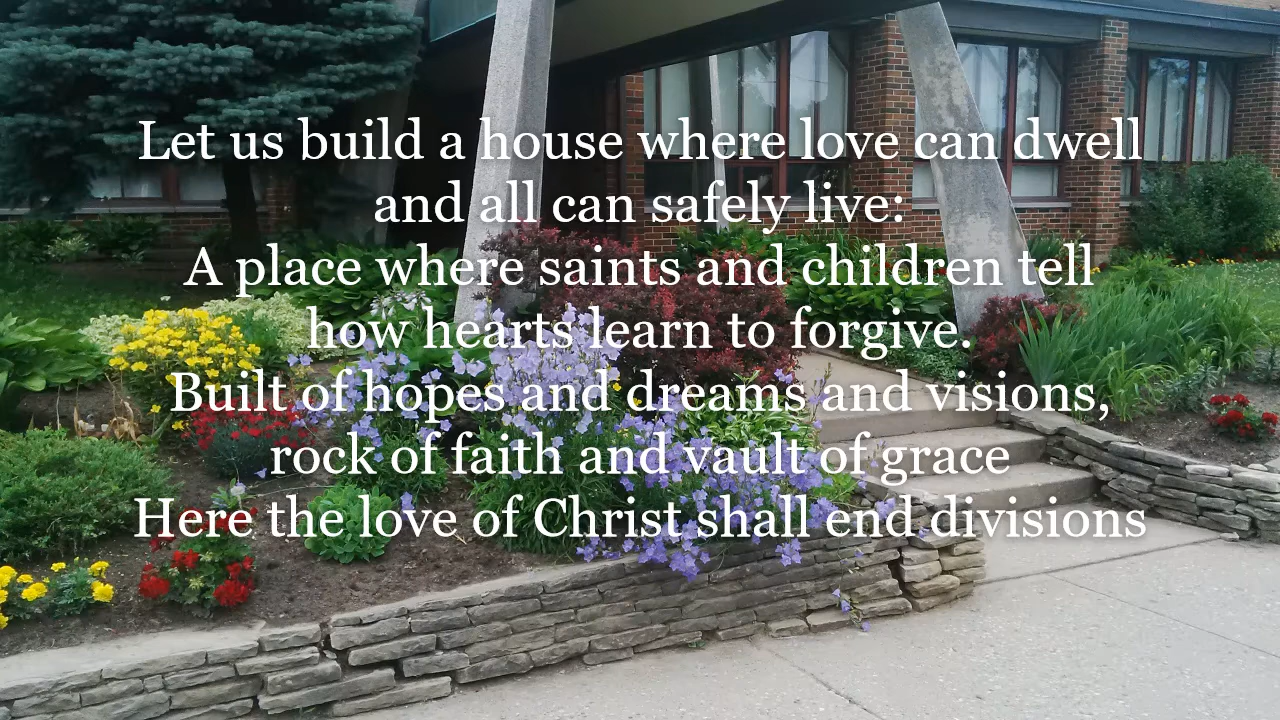 Let us build a house where love can dwell
and all can safely live:
A place where saints and children tell
how hearts learn to forgive.
Built of hopes and dreams and visions,
rock of faith and vault of grace
Here the love of Christ shall end divisions